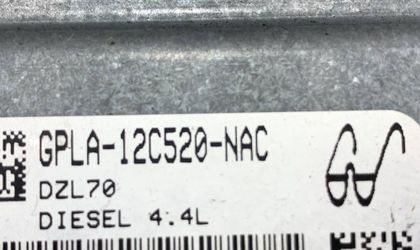 GPLA-12C520-NAC
DZL70
DIESEL 4.4L